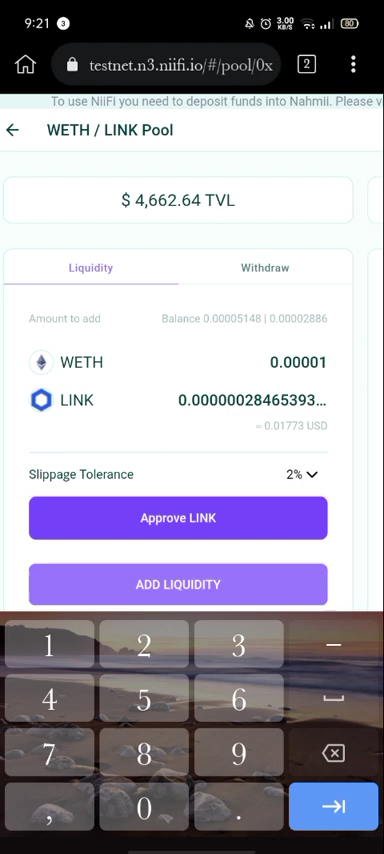 9:21 3 3.00 KB/S 80
testnet.n3.niifi.io/#/pool/0x 2
To use NiiFi you need to deposit funds into Nahmii. Please v
WETH / LINK Pool
$ 4,662.64 TVL
Liquidity Withdraw
Amount to add Balance 0.00005148 | 0.00002886
WETH 0.00001
LINK 0.00000028465393...
≈ 0.01773 USD
Slippage Tolerance 2%
Approve LINK
ADD LIQUIDITY
1 2 3 –
4 5 6
7 8 9
, 0 .